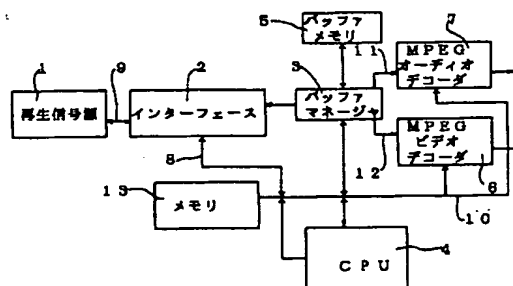 5
バッファ
メモリ
11
7
MPEG
オーディオ
デコーダ
1
再生信号源
9
2
インターフェース
3
バッファ
マネージャ
MPEG
ビデオ
デコーダ
12
6
8
13
メモリ
10
CPU
4